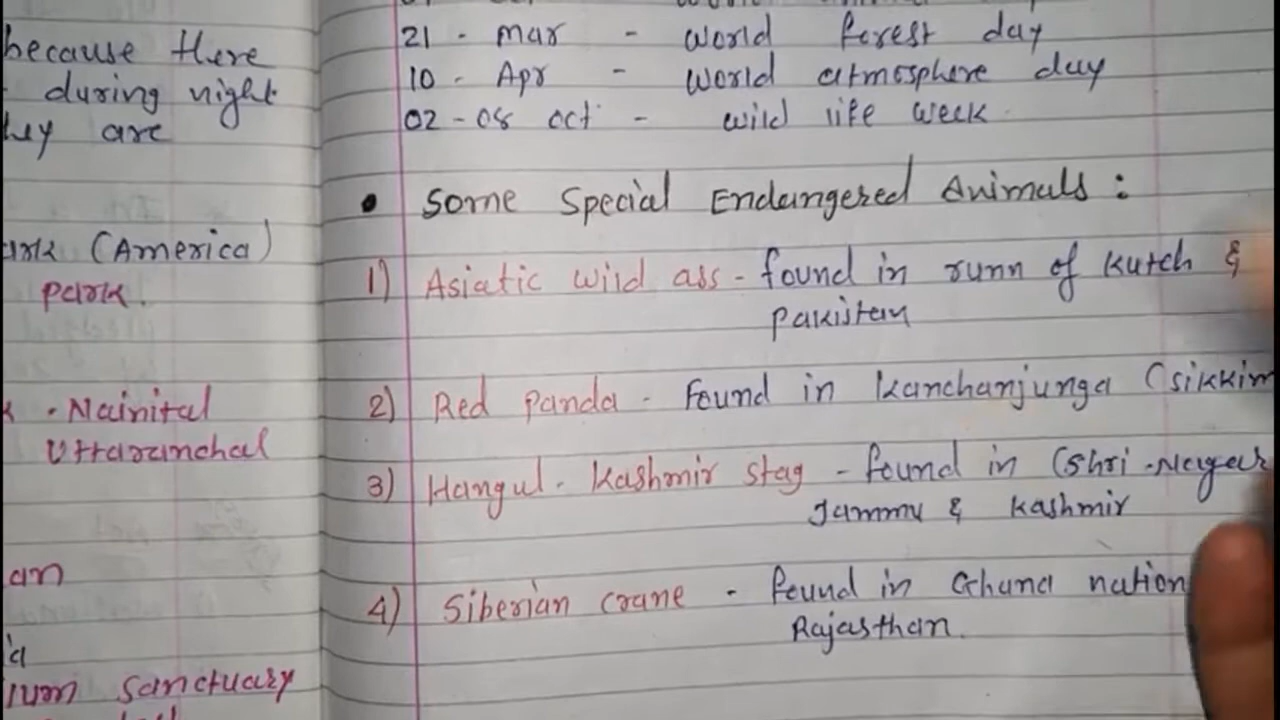 because there
during night
they are
(America)
park.
. Nainital
Uttaranchal
an
sanctuary
21 - mar - world forest day
10 - Apr - world atmosphere day
02 - 08 oct - wild life week
• Some Special Endangered Animals :
1) Asiatic wild ass - found in runn of kutch &
pakistan
2) Red panda - Found in kanchanjunga (sikkim
3) Hangul - Kashmir stag - found in (Shri - Nagar
Jammu & kashmir
4) Siberian crane - found in Ghana nation
Rajasthan.